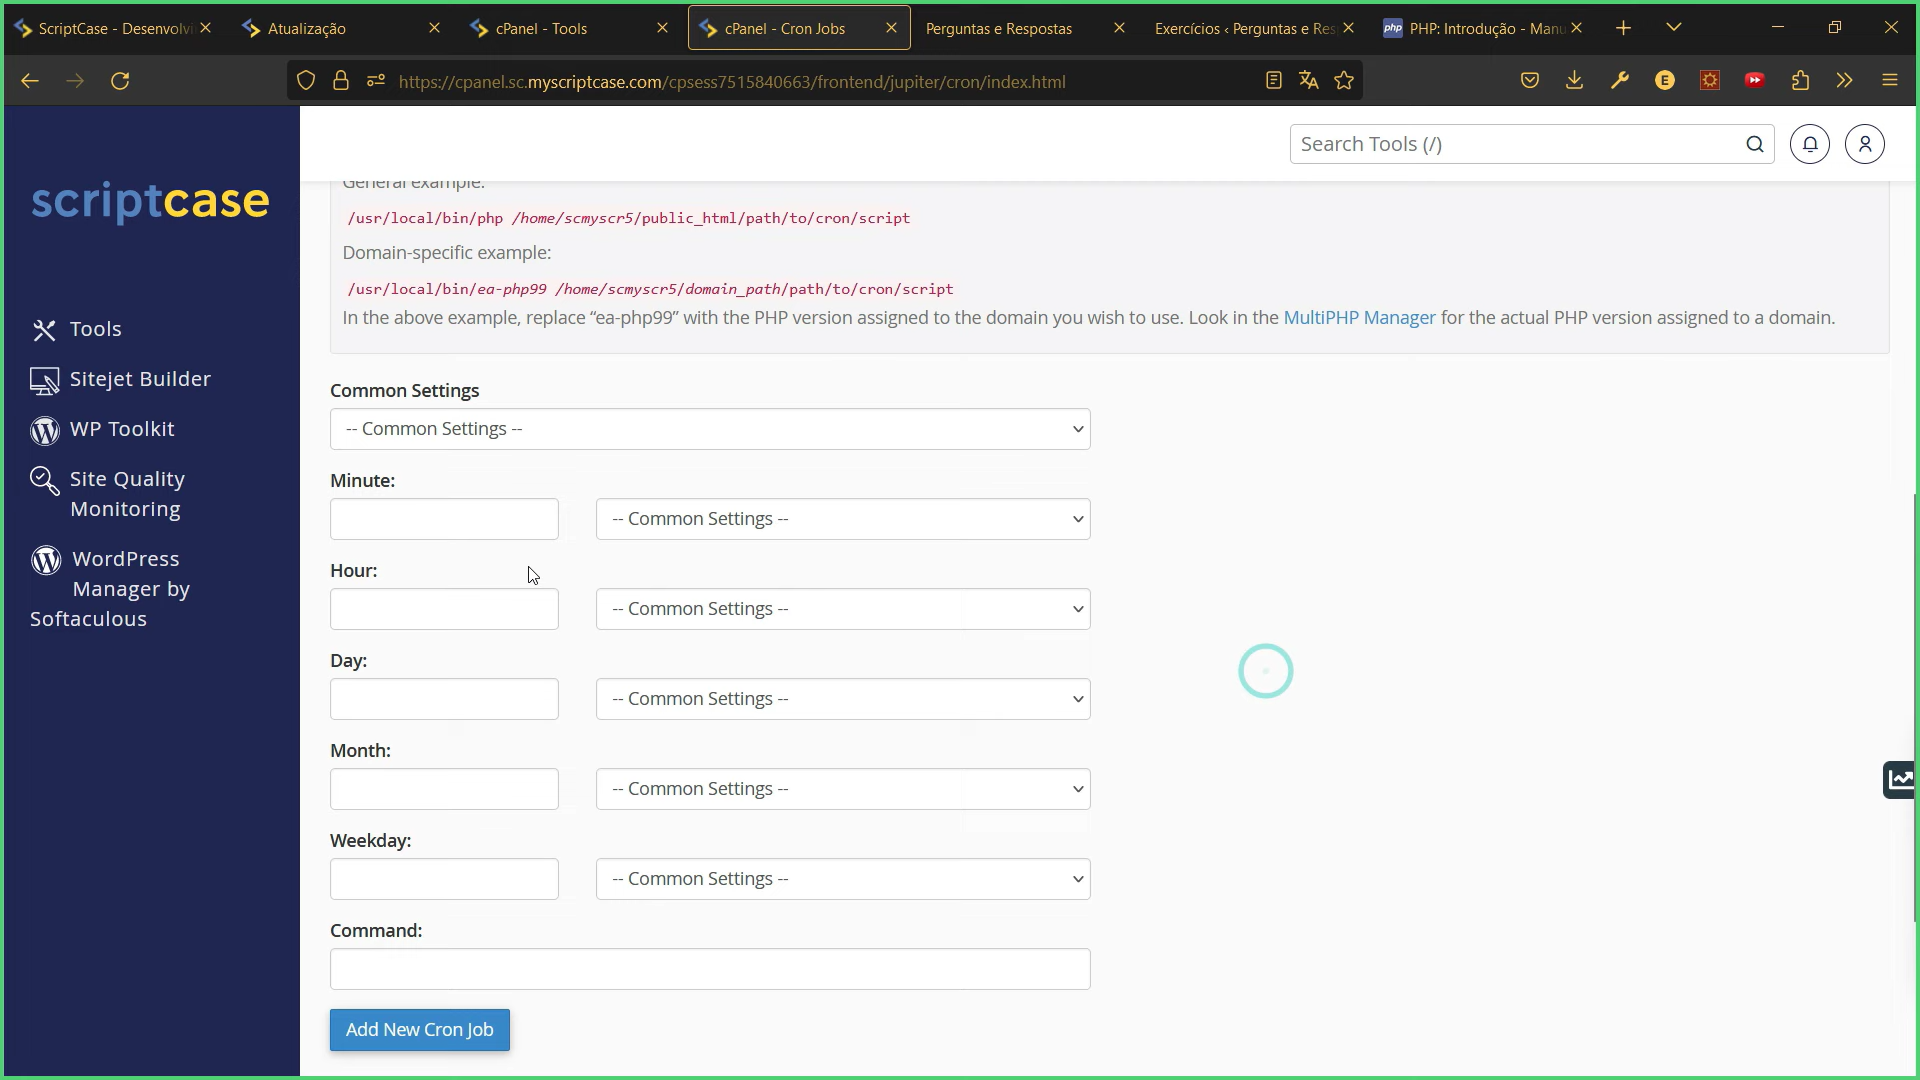 ScriptCase - Desenvolvi
Atualização
cPanel - Tools
cPanel - Cron Jobs
Perguntas e Respostas
Exercícios ‹ Perguntas e Res
php
PHP: Introdução - Manu
https://cpanel.sc.myscriptcase.com/cpsess7515840663/frontend/jupiter/cron/index.html
E
scriptcase
Search Tools (/)
Tools
Sitejet Builder
WP Toolkit
Site Quality
Monitoring
WordPress
Manager by
Softaculous
General example:
/usr/local/bin/php /home/scmyscr5/public_html/path/to/cron/script
Domain-specific example:
/usr/local/bin/ea-php99 /home/scmyscr5/domain_path/path/to/cron/script
In the above example, replace “ea-php99” with the PHP version assigned to the domain you wish to use. Look in the MultiPHP Manager for the actual PHP version assigned to a domain.
Common Settings
-- Common Settings --
Minute:
-- Common Settings --
Hour:
-- Common Settings --
Day:
-- Common Settings --
Month:
-- Common Settings --
Weekday:
-- Common Settings --
Command:
Add New Cron Job